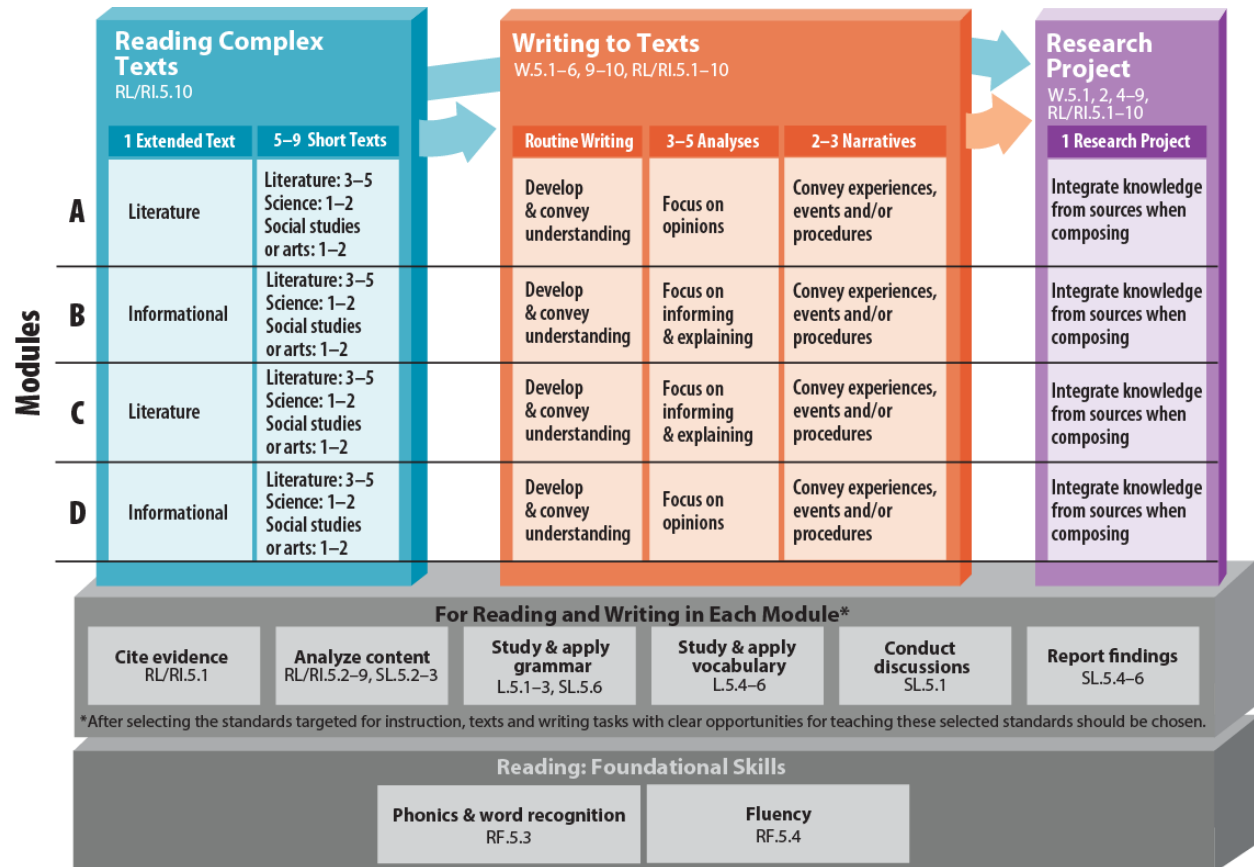 Reading Complex
Texts
RL/RI.5.10
Writing to Texts
W.5.1–6, 9–10, RL/RI.5.1–10
Research
Project
W.5.1, 2, 4–9,
RL/RI.5.1–10
1 Extended Text
5–9 Short Texts
Routine Writing
3–5 Analyses
2–3 Narratives
1 Research Project
Modules
A
Literature
Literature: 3–5
Science: 1–2
Social studies
or arts: 1–2
Develop
& convey
understanding
Focus on
opinions
Convey experiences,
events and/or
procedures
Integrate knowledge
from sources when
composing
B
Informational
Literature: 3–5
Science: 1–2
Social studies
or arts: 1–2
Develop
& convey
understanding
Focus on
informing
& explaining
Convey experiences,
events and/or
procedures
Integrate knowledge
from sources when
composing
C
Literature
Literature: 3–5
Science: 1–2
Social studies
or arts: 1–2
Develop
& convey
understanding
Focus on
informing
& explaining
Convey experiences,
events and/or
procedures
Integrate knowledge
from sources when
composing
D
Informational
Literature: 3–5
Science: 1–2
Social studies
or arts: 1–2
Develop
& convey
understanding
Focus on
opinions
Convey experiences,
events and/or
procedures
Integrate knowledge
from sources when
composing
For Reading and Writing in Each Module*
Cite evidence
RL/RI.5.1
Analyze content
RL/RI.5.2–9, SL.5.2–3
Study & apply
grammar
L.5.1–3, SL.5.6
Study & apply
vocabulary
L.5.4–6
Conduct
discussions
SL.5.1
Report findings
SL.5.4–6
*After selecting the standards targeted for instruction, texts and writing tasks with clear opportunities for teaching these selected standards should be chosen.
Reading: Foundational Skills
Phonics & word recognition
RF.5.3
Fluency
RF.5.4